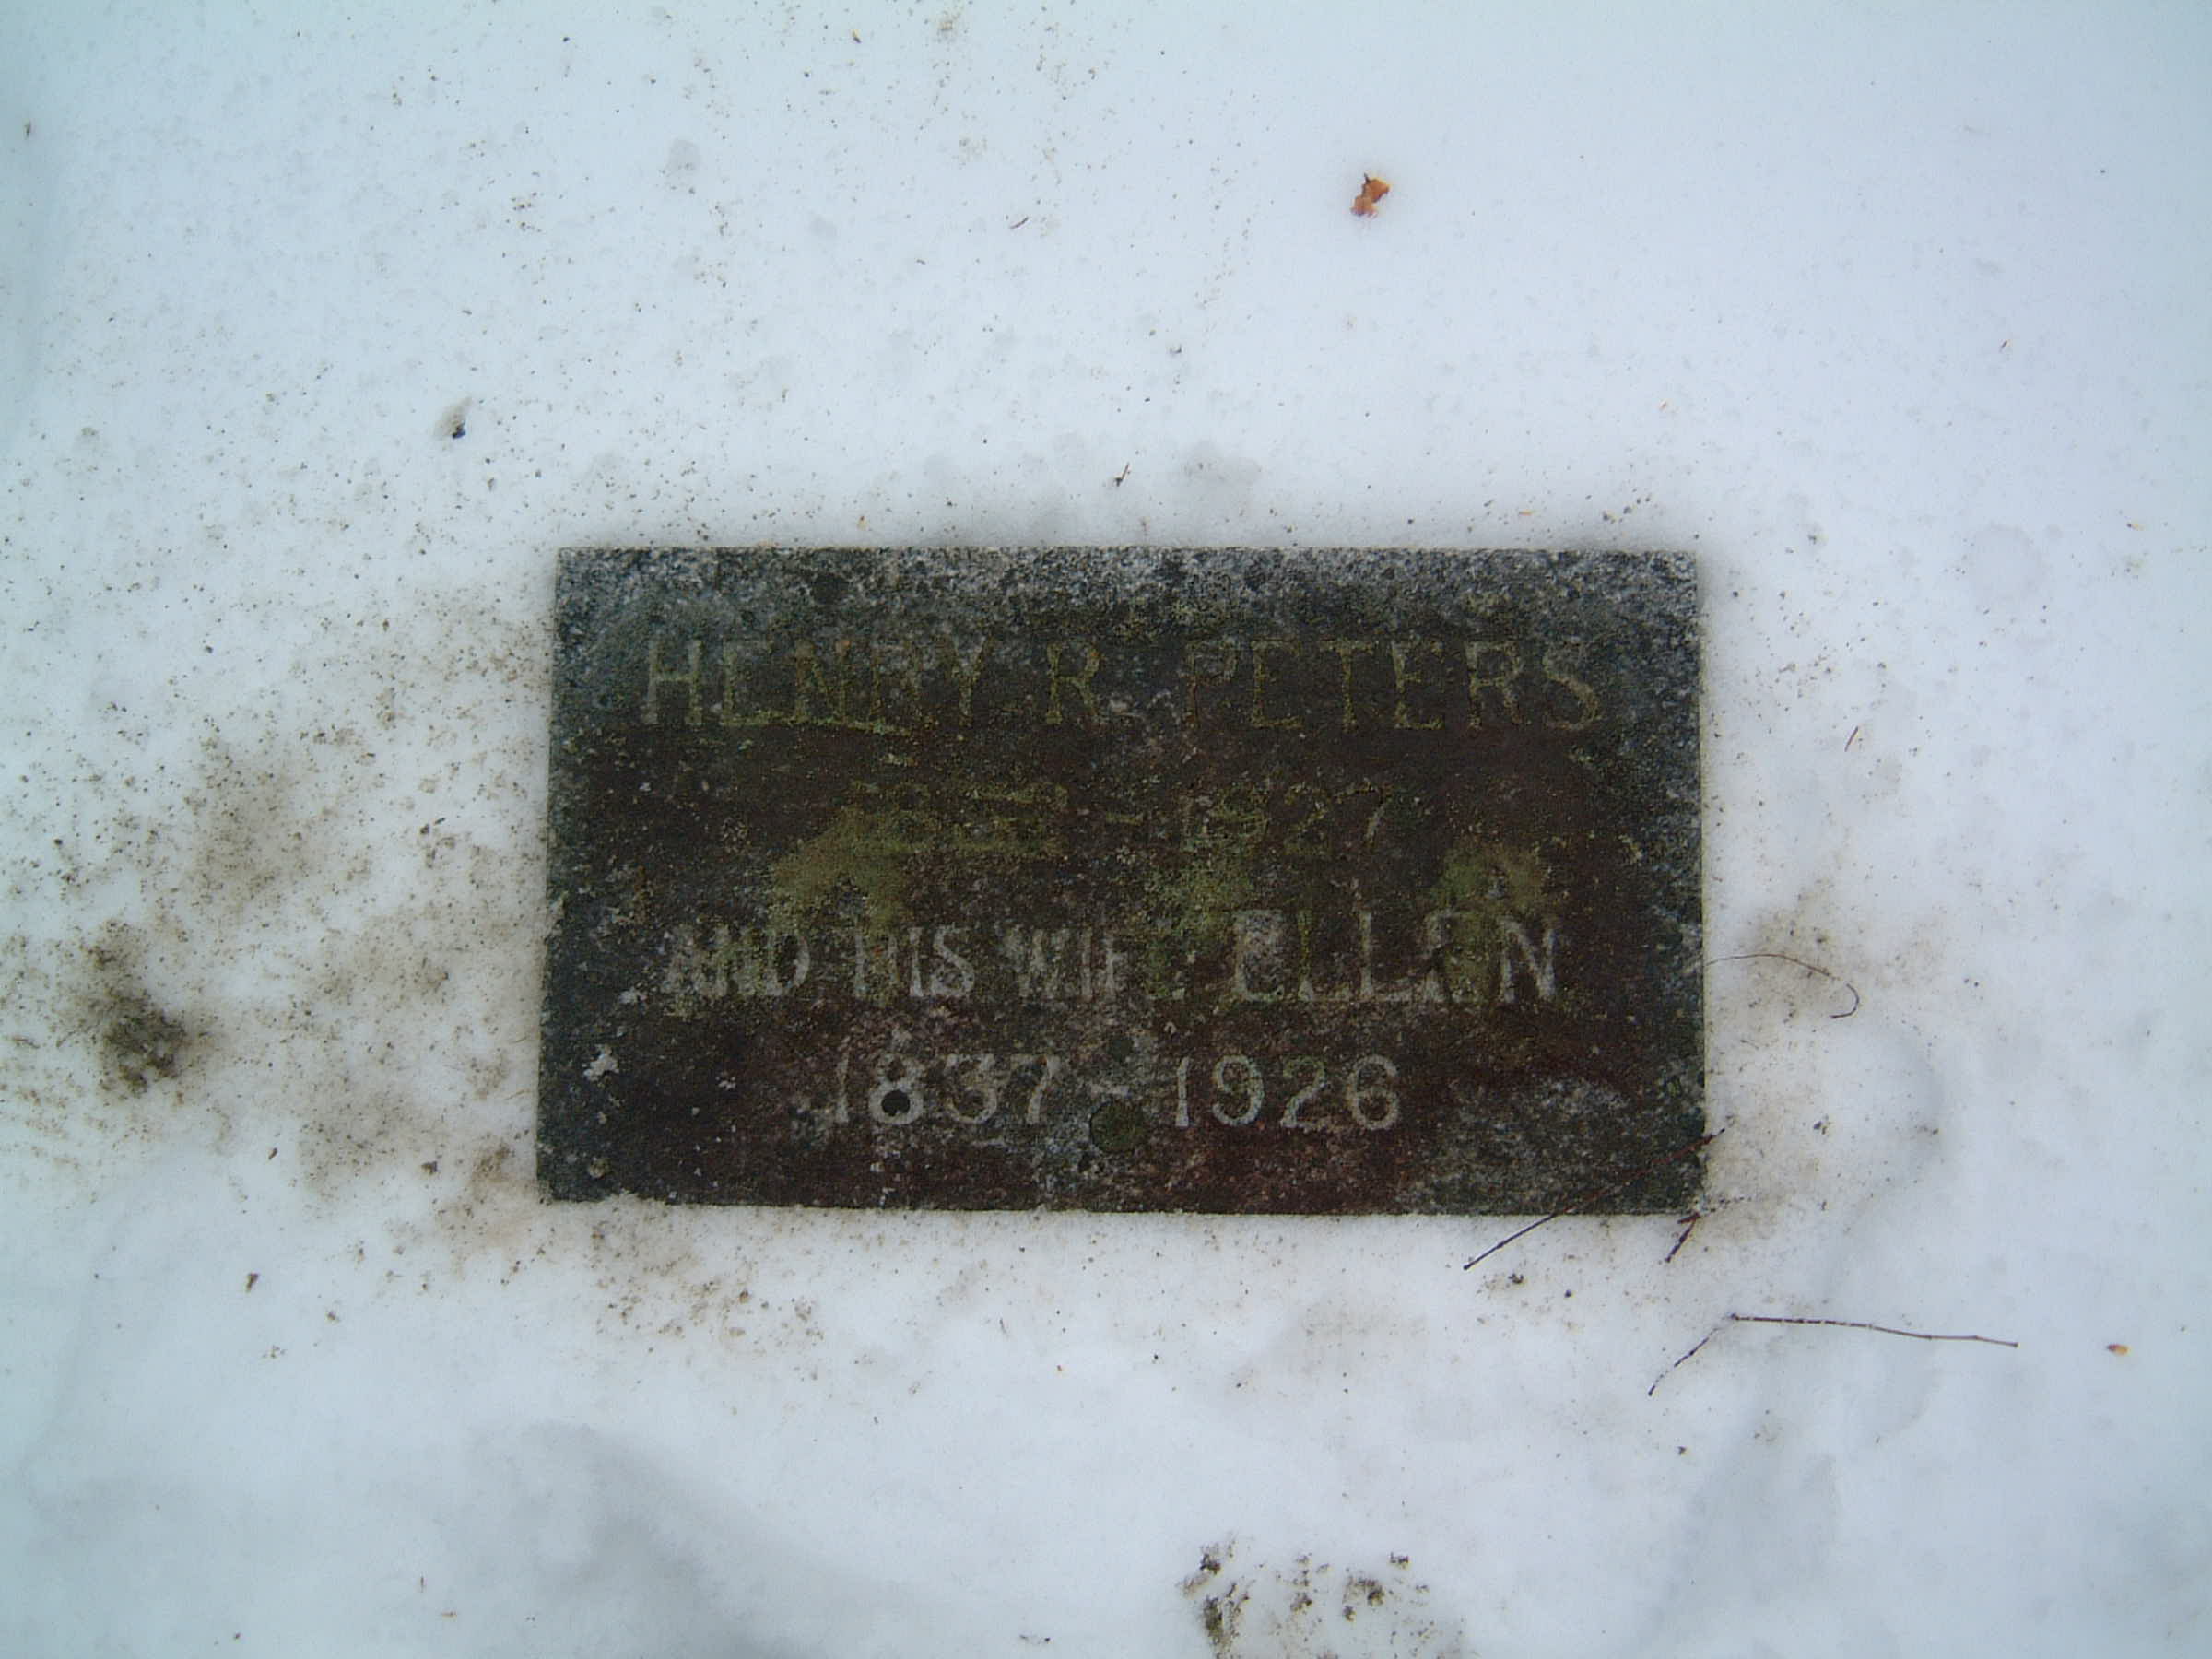 HENRY R. PETERS
- 1927
AND HIS WIFE ELLEN
1837 - 1926